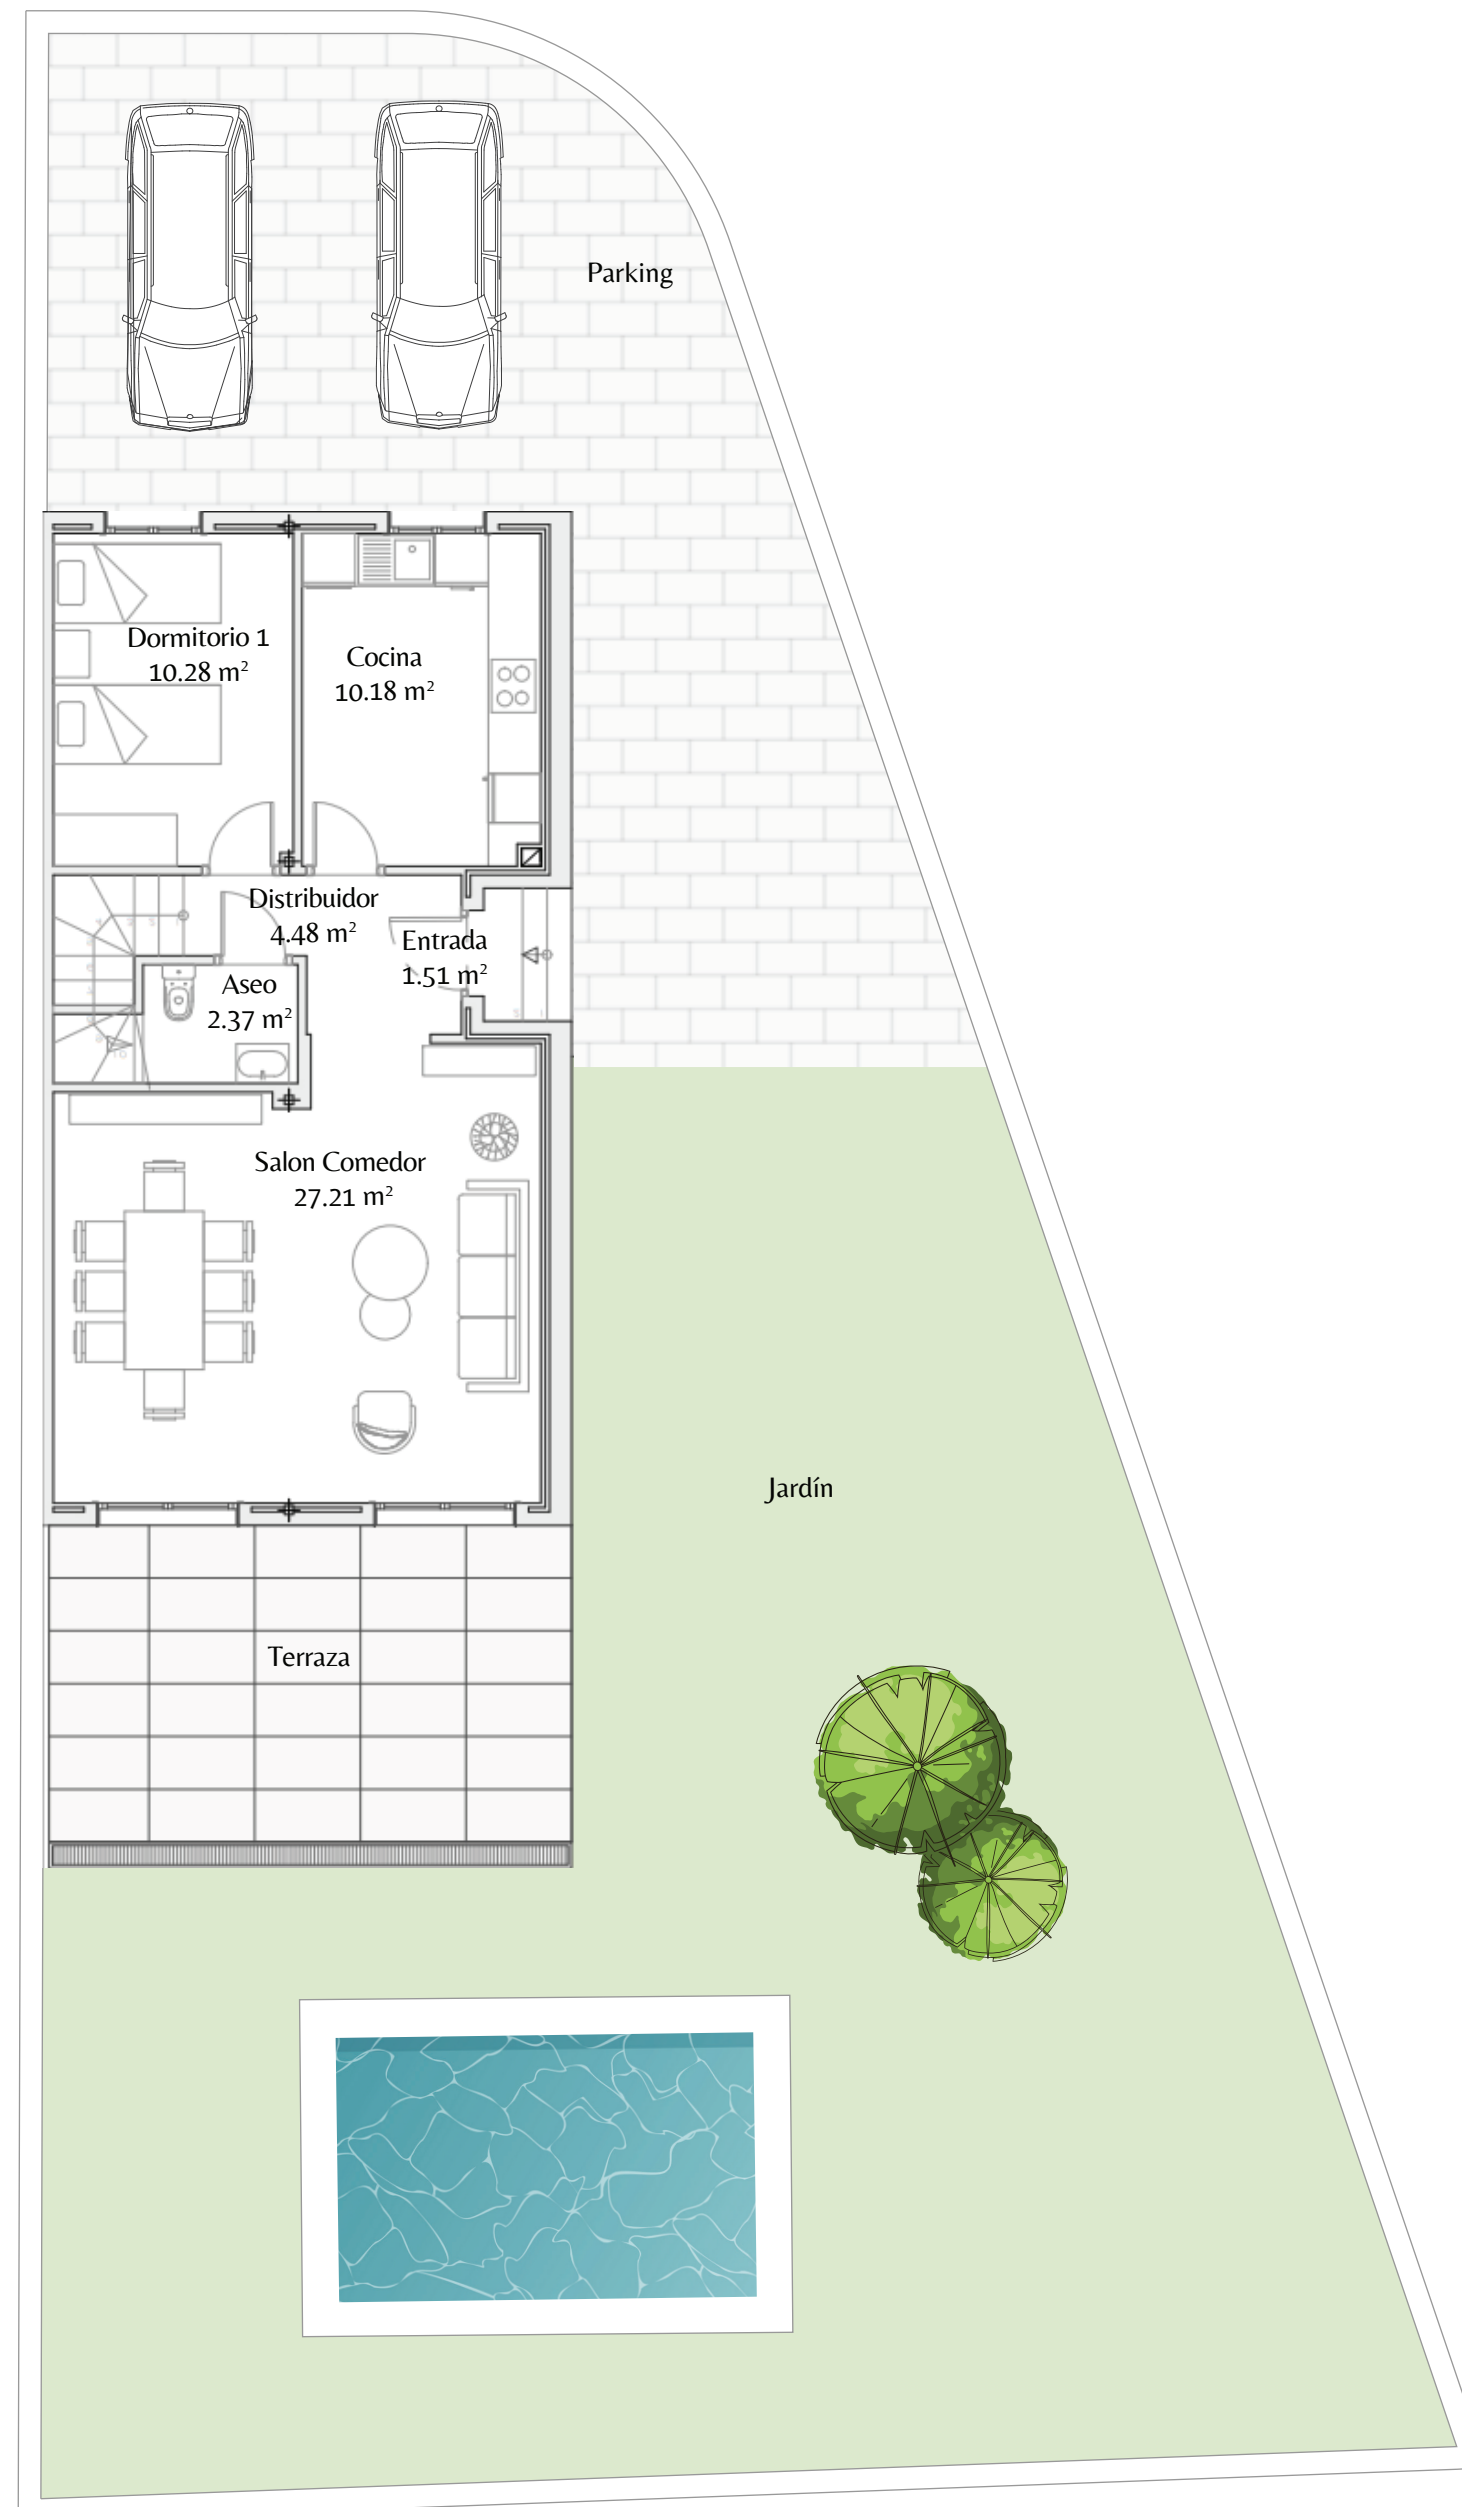 Parking
Dormitorio 1
10.28 m²
Cocina
10.18 m²
Distribuidor
4.48 m²
Entrada
1.51 m²
Aseo
2.37 m²
Salon Comedor
27.21 m²
Jardín
Terraza